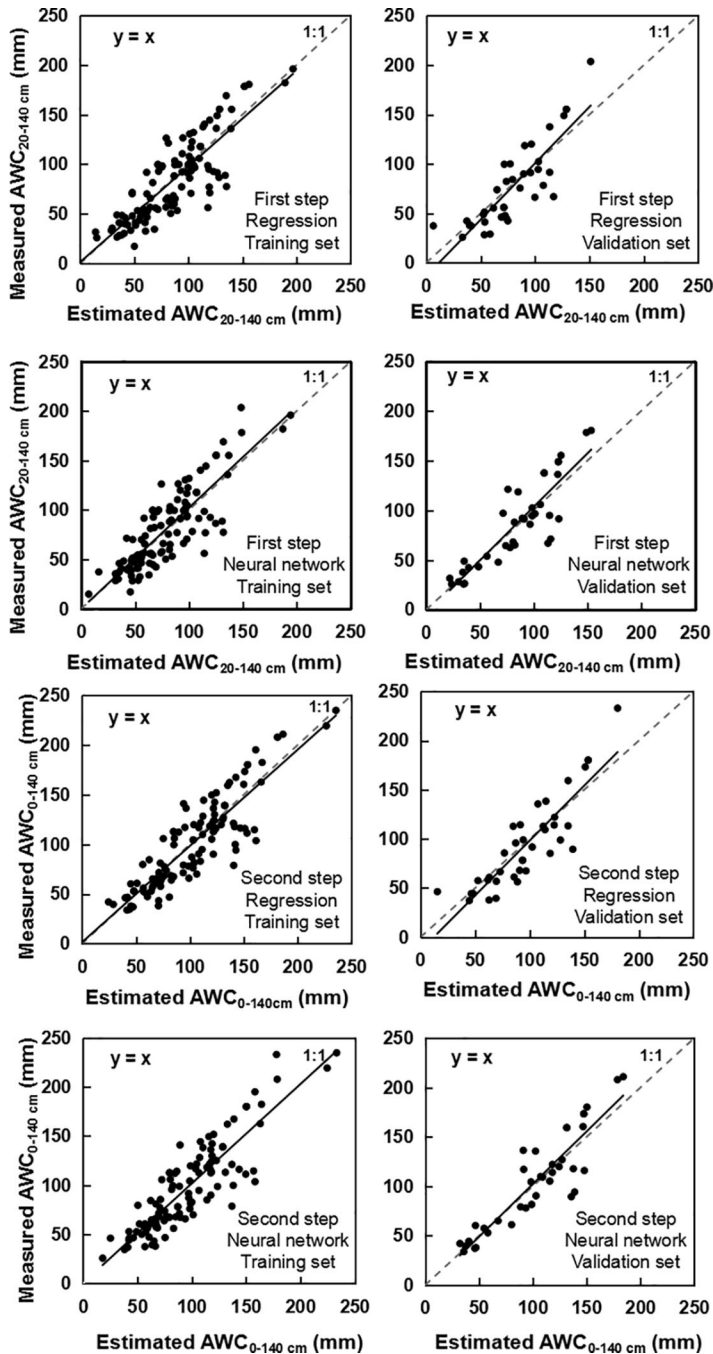 Measured AWC20-140 cm (mm)
250
200
150
100
50
0
y = x
1:1
First step
Regression
Training set
0 50 100 150 200 250
Estimated AWC20-140 cm (mm)
250
200
150
100
50
0
y = x
1:1
First step
Regression
Validation set
0 50 100 150 200 250
Estimated AWC20-140 cm (mm)
Measured AWC20-140 cm (mm)
250
200
150
100
50
0
y = x
1:1
First step
Neural network
Training set
0 50 100 150 200 250
Estimated AWC20-140 cm (mm)
250
200
150
100
50
0
y = x
1:1
First step
Neural network
Validation set
0 50 100 150 200 250
Estimated AWC20-140 cm (mm)
Measured AWC0-140 cm (mm)
250
200
150
100
50
0
y = x
1:1
Second step
Regression
Training set
0 50 100 150 200 250
Estimated AWC0-140cm (mm)
250
200
150
100
50
0
y = x
1:1
Second step
Regression
Validation set
0 50 100 150 200 250
Estimated AWC0-140 cm (mm)
Measured AWC0-140 cm (mm)
250
200
150
100
50
0
y = x
1:1
Second step
Neural network
Training set
0 50 100 150 200 250
Estimated AWC0-140 cm (mm)
250
200
150
100
50
0
y = x
1:1
Second step
Neural network
Validation set
0 50 100 150 200 250
Estimated AWC0-140 cm (mm)